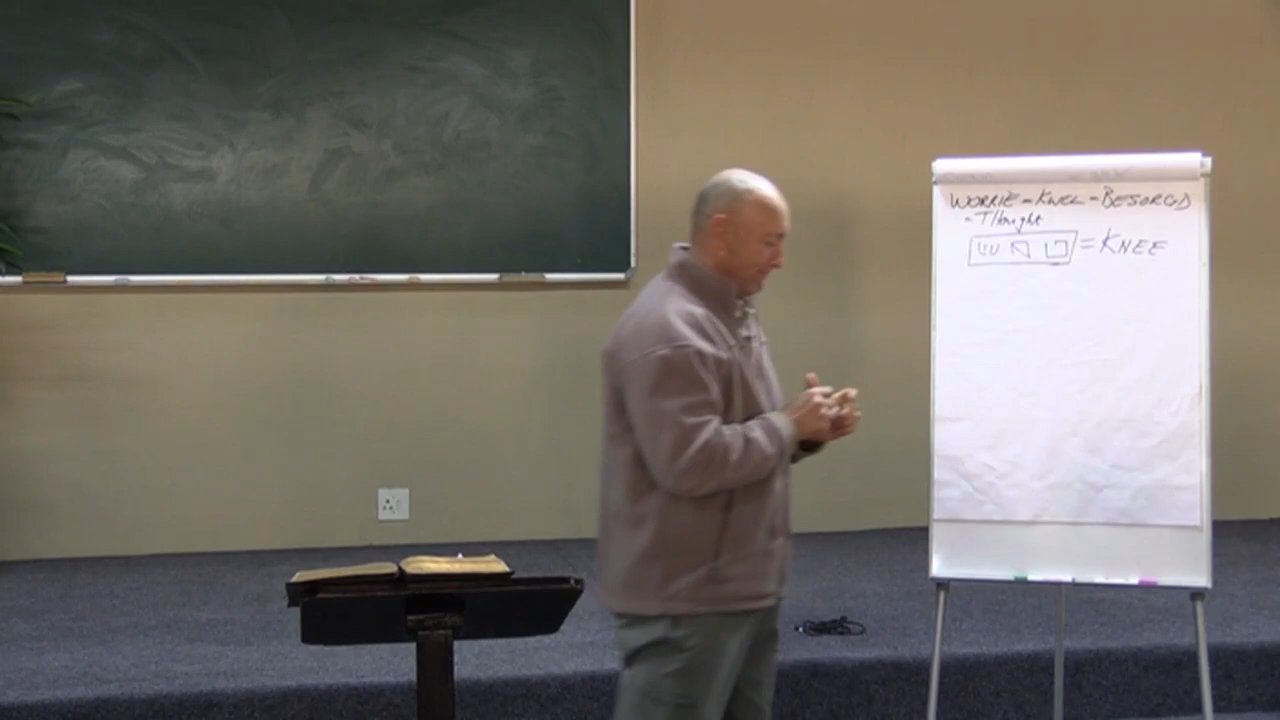 WORRIE = KWEL = BESORGD
= THought
= KNEE